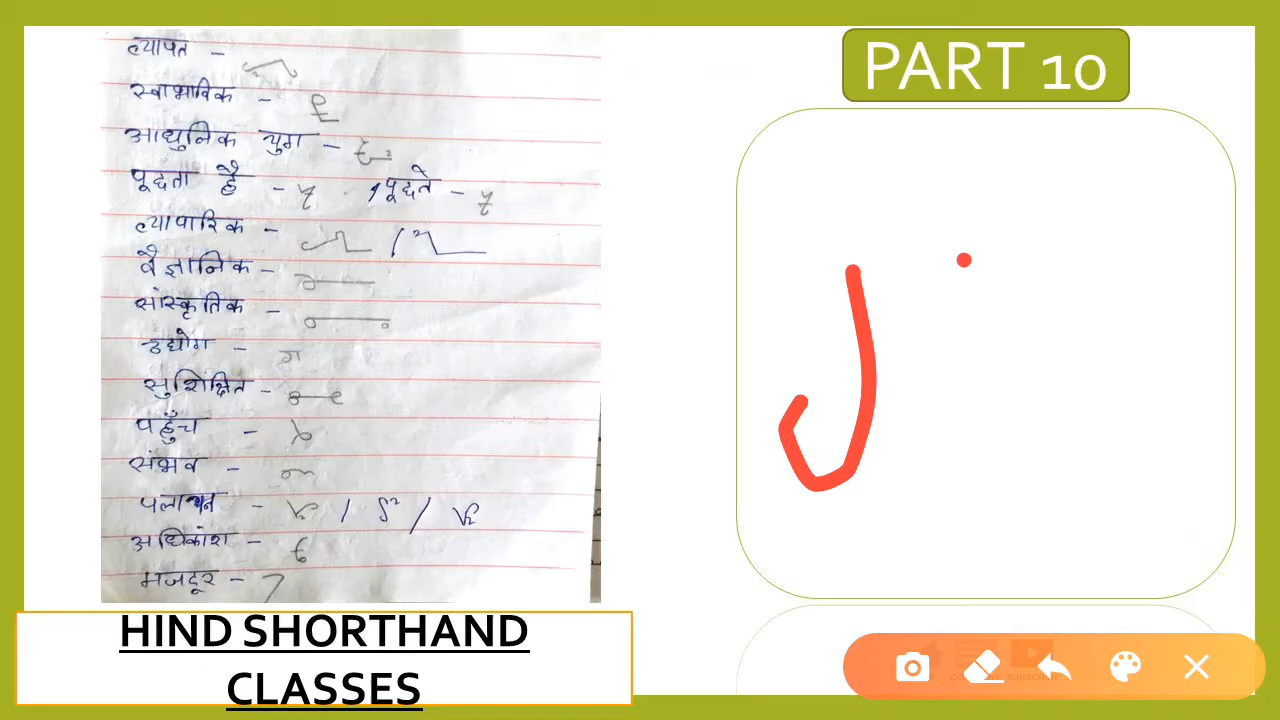 व्यापत -
स्वाभाविक -
आधुनिक युग -
पूछता है - / पूछते -
व्यापारिक - /
वैज्ञानिक -
सांस्कृतिक -
उद्योग -
सुशिक्षित -
पहुँच -
संभव -
पलायन - / /
अधिकांश -
मजदूर -
HIND SHORTHAND
CLASSES
PART 10